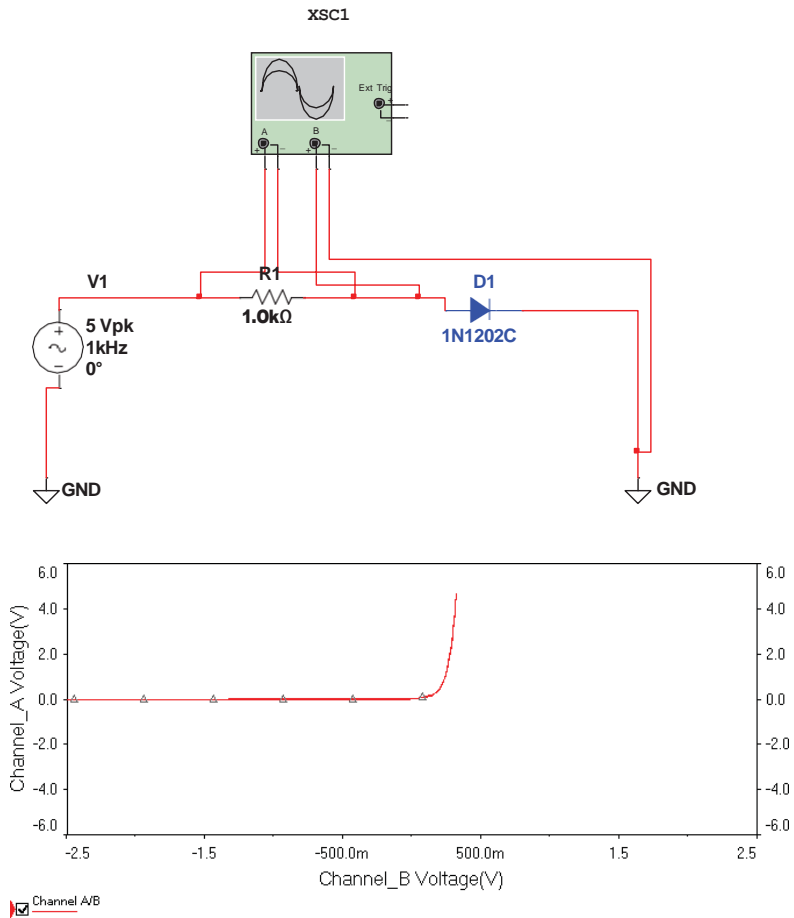 XSC1
Ext Trig
+
−
A
B
+ −
+ −
V1
R1
D1
1.0kΩ
1N1202C
+
−
5 Vpk
1kHz
0°
GND
GND
6.0
4.0
2.0
0.0
-2.0
-4.0
-6.0
Channel_A Voltage(V)
6.0
4.0
2.0
0.0
-2.0
-4.0
-6.0
-2.5 -1.5 -500.0m 500.0m 1.5 2.5
Channel_B Voltage(V)
Channel A/B